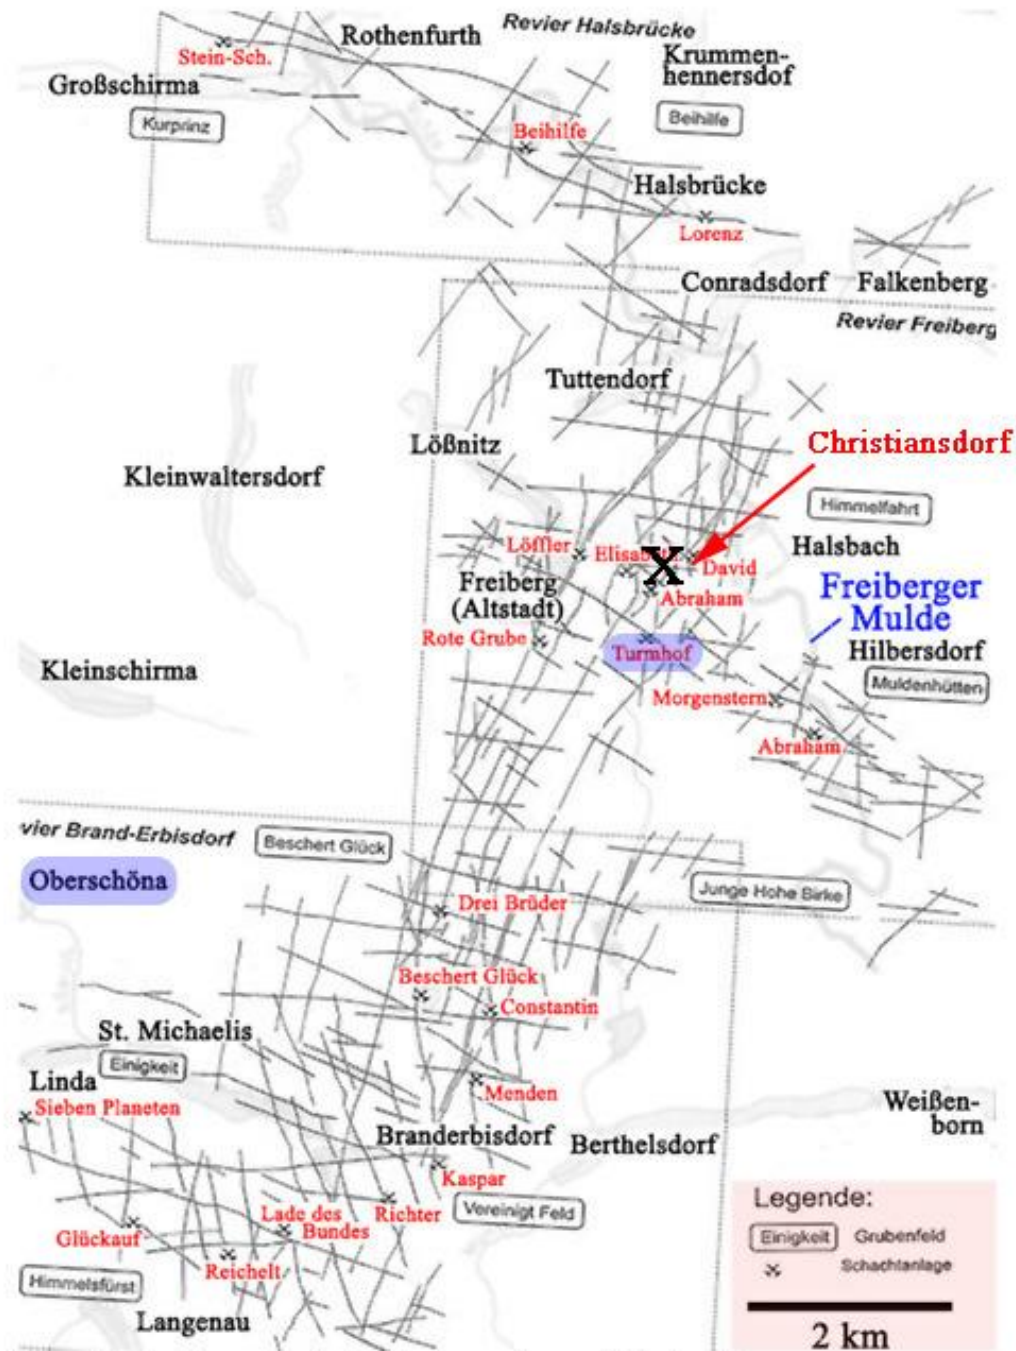 Revier Halsbrücke
Rothenfurth
Stein-Sch.
Krummen-
hennersdof
Großschirma
Kurprinz
Beihilfe
Beihilfe
Halsbrücke
Lorenz
Conradsdorf
Falkenberg
Revier Freiberg
Tuttendorf
Christiansdorf
Lößnitz
Kleinwaltersdorf
Himmelfahrt
Löffler
Elisabeth
X
David
Halsbach
Freiberg
(Altstadt)
Abraham
Freiberger
Mulde
Rote Grube
Turmhof
Hilbersdorf
Kleinschirma
Muldenhütten
Morgenstern
Abraham
vier Brand-Erbisdorf
Beschert Glück
Oberschöna
Junge Hohe Birke
Drei Brüder
Beschert Glück
Constantin
St. Michaelis
Einigkeit
Linda
Sieben Planeten
Menden
Weißen-
born
Branderbisdorf
Berthelsdorf
Kaspar
Richter
Vereinigt Feld
Lade des
Bundes
Glückauf
Reichelt
Himmelsfürst
Langenau
Legende:
Einigkeit Grubenfeld
Schachtanlage
2 km